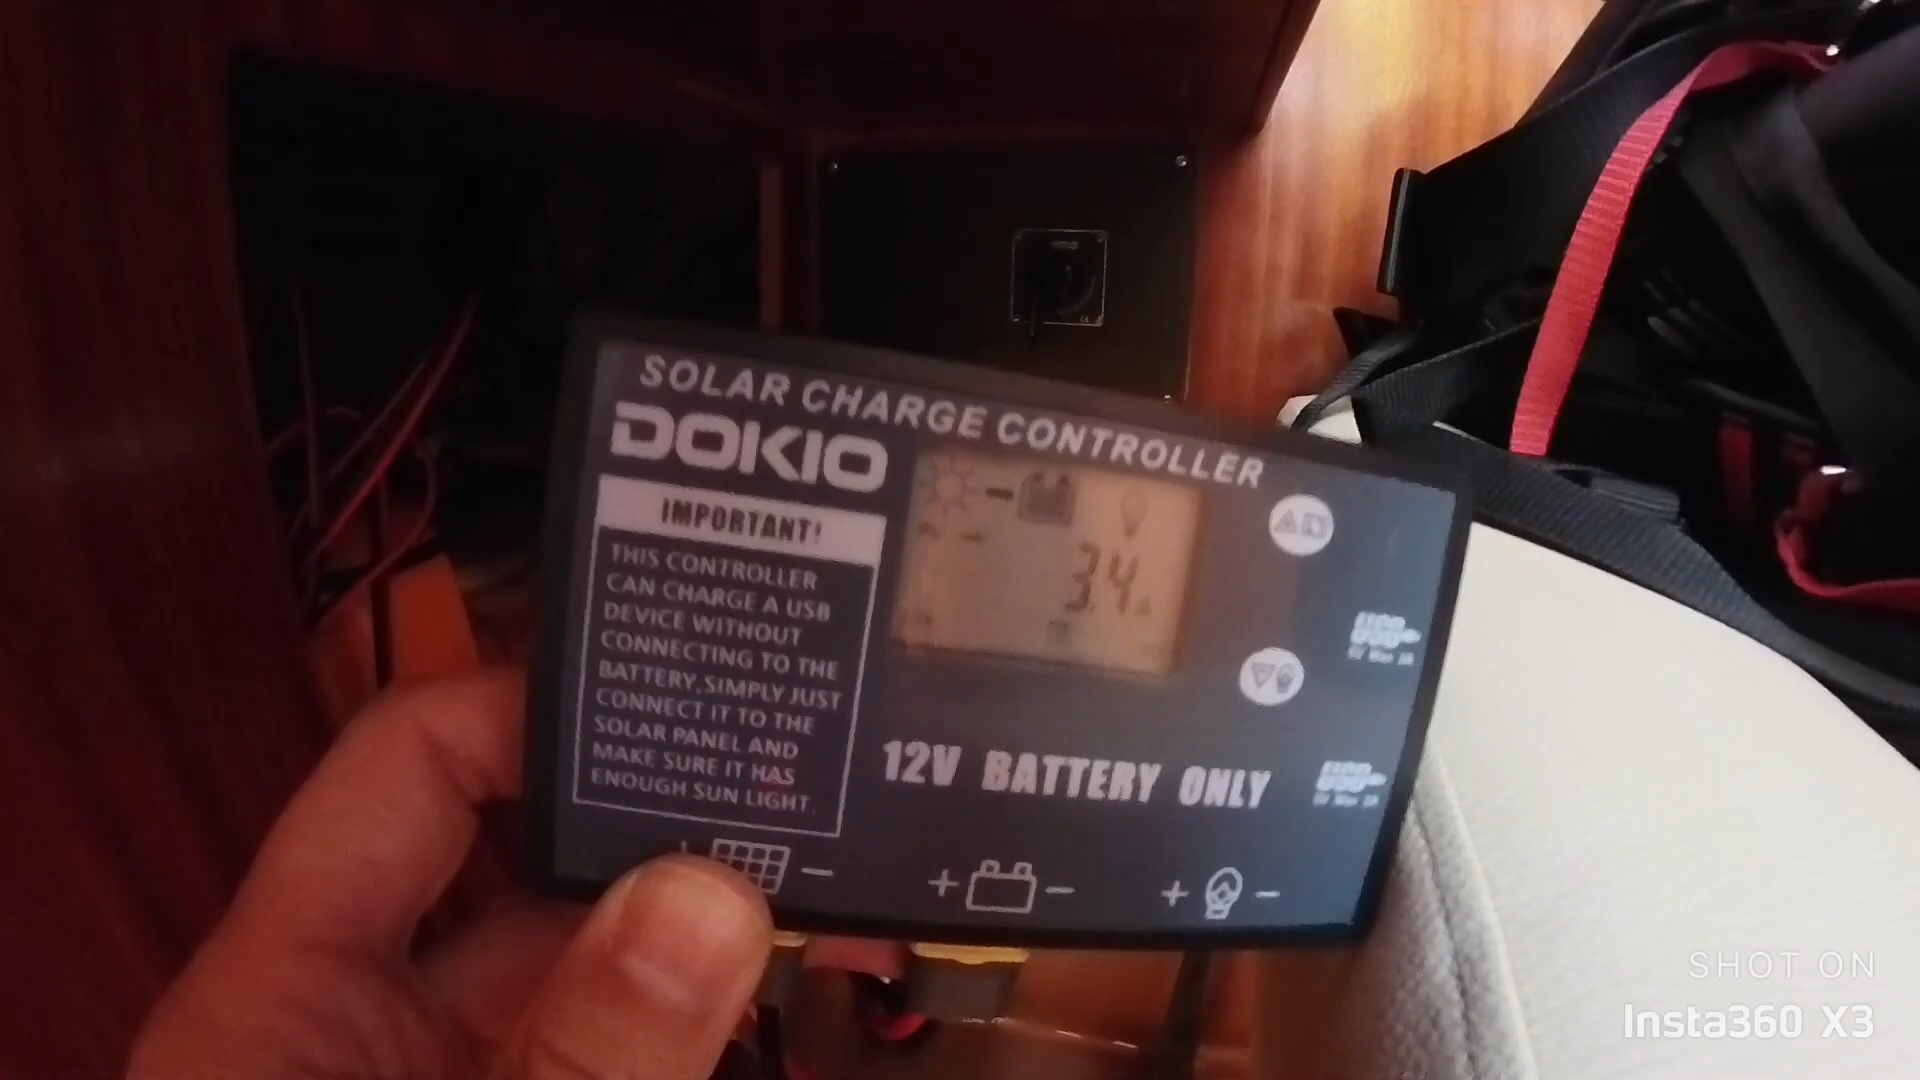 SOLAR CHARGE CONTROLLER
DOKIO
IMPORTANT!
THIS CONTROLLER
CAN CHARGE A USB
DEVICE WITHOUT
CONNECTING TO THE
BATTERY,SIMPLY JUST
CONNECT IT TO THE
SOLAR PANEL AND
MAKE SURE IT HAS
ENOUGH SUN LIGHT.
PV
3.4A
12V BATTERY ONLY
+ -
+ -
+ -
SHOT ON
Insta360 X3